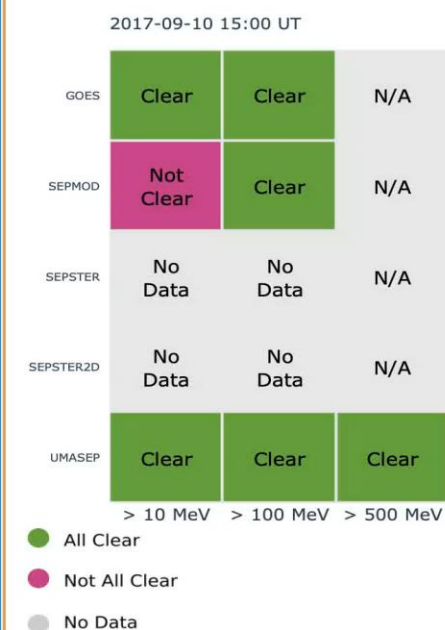 2017-09-10 15:00 UT
GOES Clear Clear N/A
SEPMOD Not Clear Clear N/A
SEPSTER No Data No Data N/A
SEPSTER2D No Data No Data N/A
UMASEP Clear Clear Clear
> 10 MeV > 100 MeV > 500 MeV
All Clear
Not All Clear
No Data